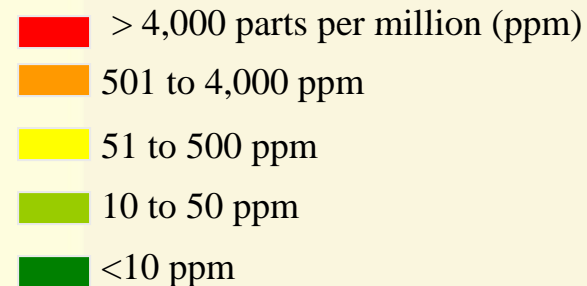 > 4,000 parts per million (ppm)
501 to 4,000 ppm
51 to 500 ppm
10 to 50 ppm
<10 ppm